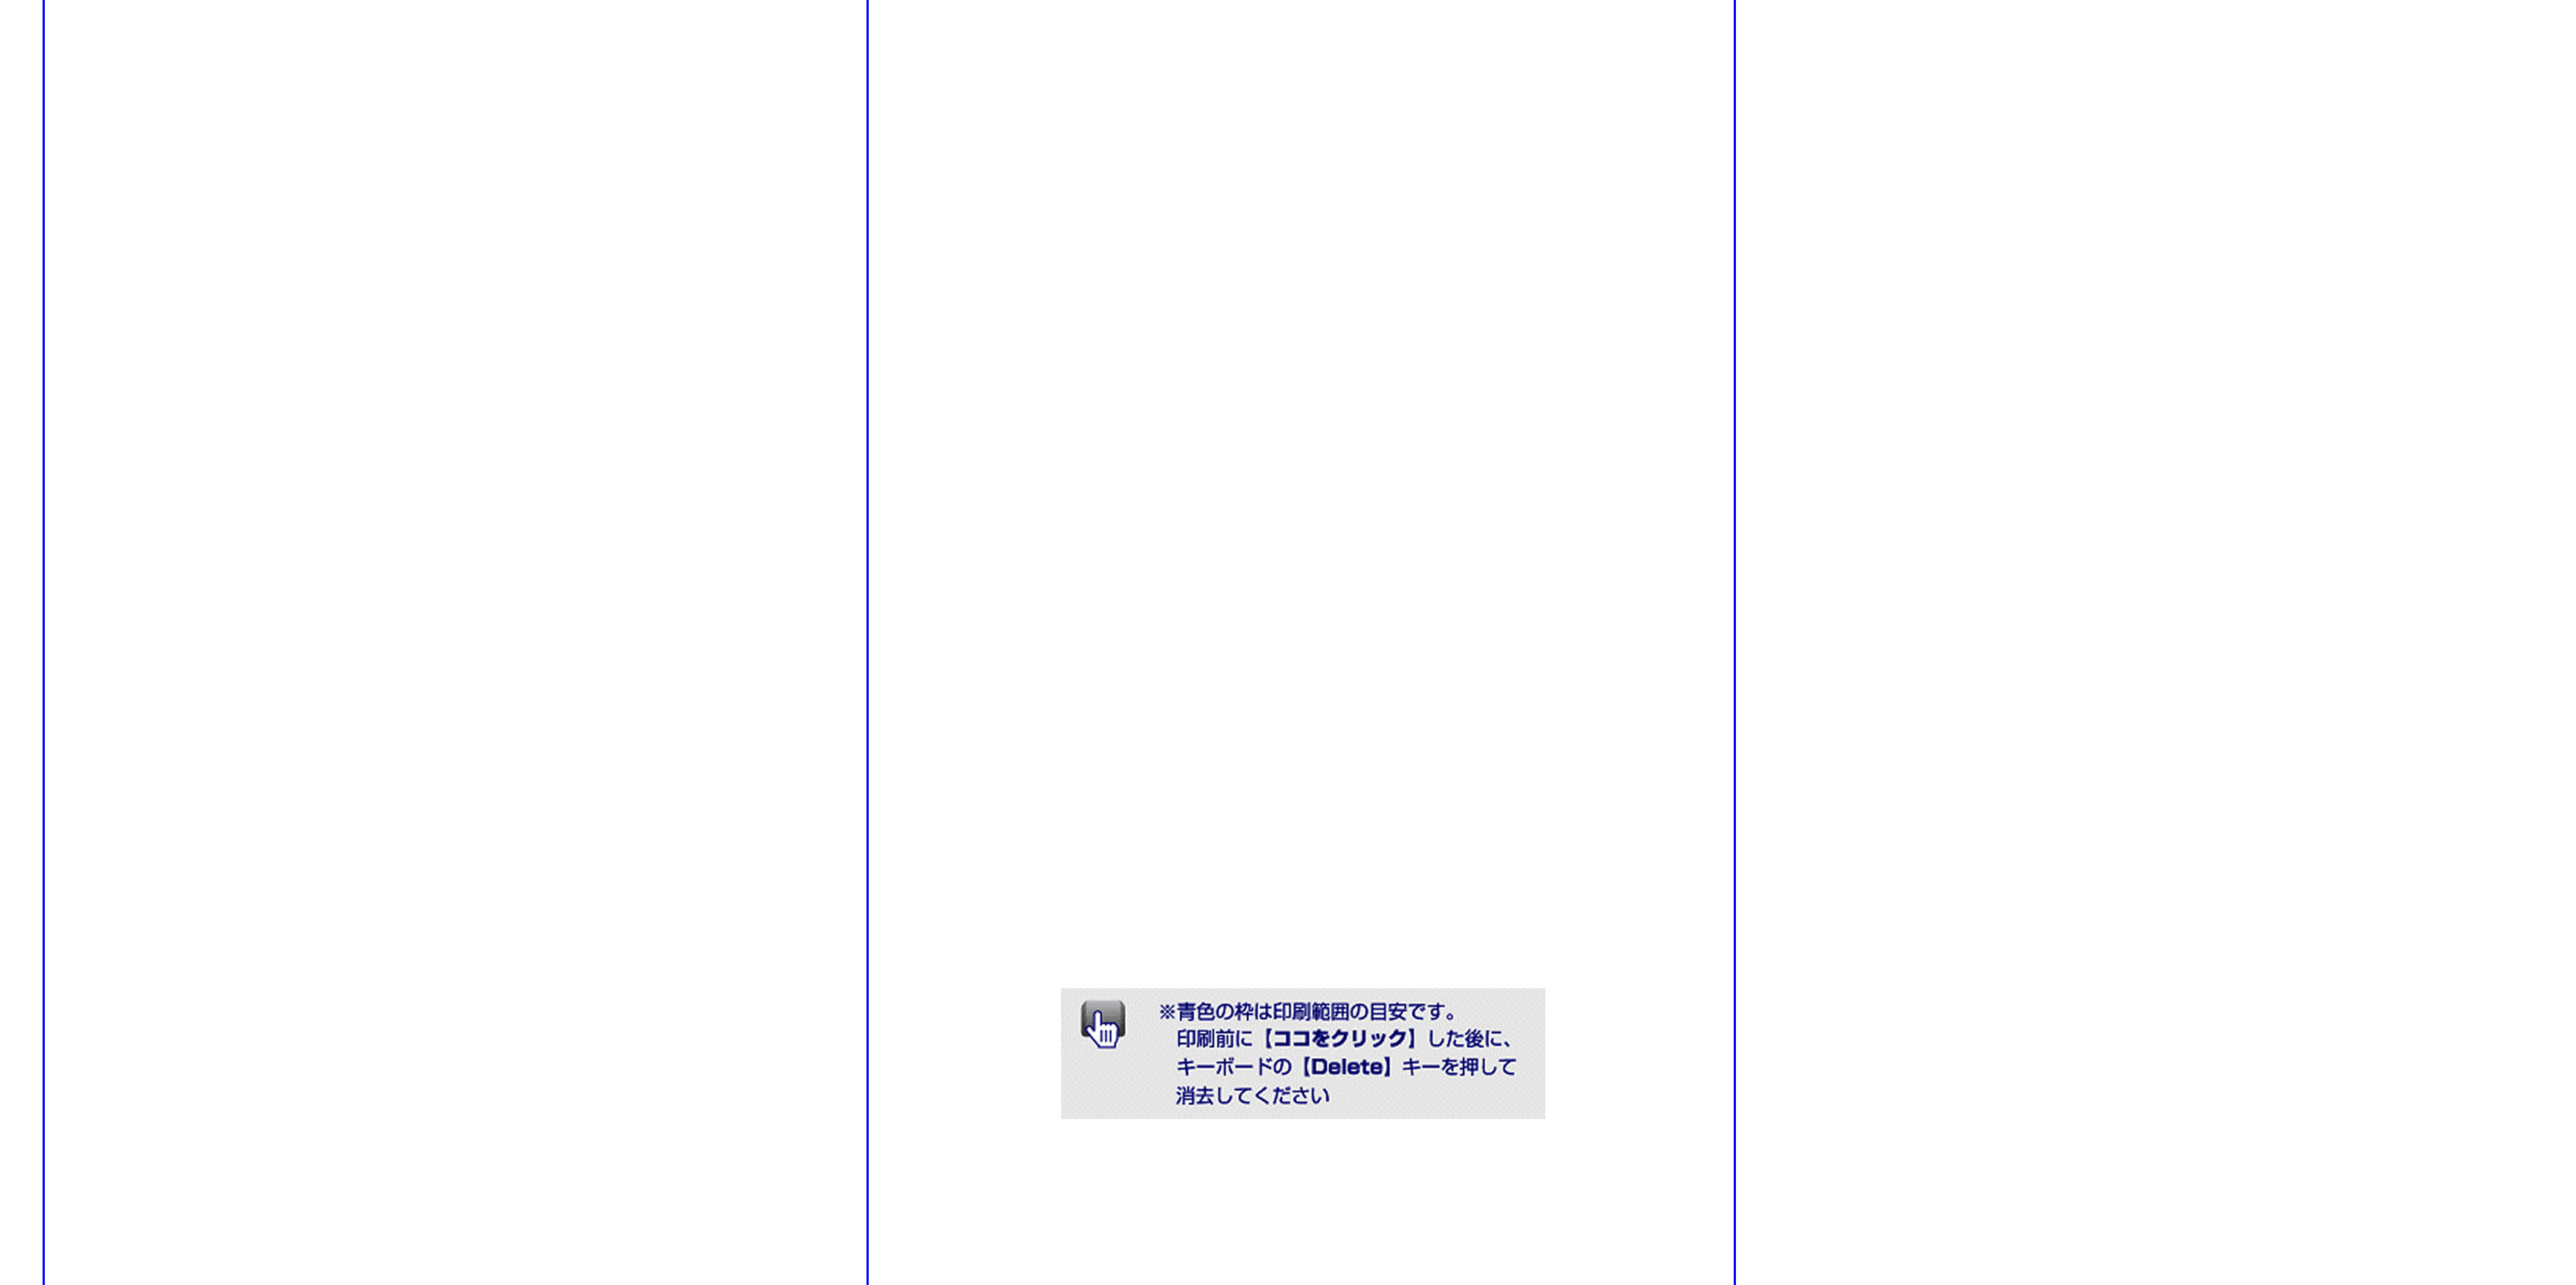 ※青色の枠は印刷範囲の目安です。
印刷前に【ココをクリック】した後に、
キーボードの【Delete】キーを押して
消去してください